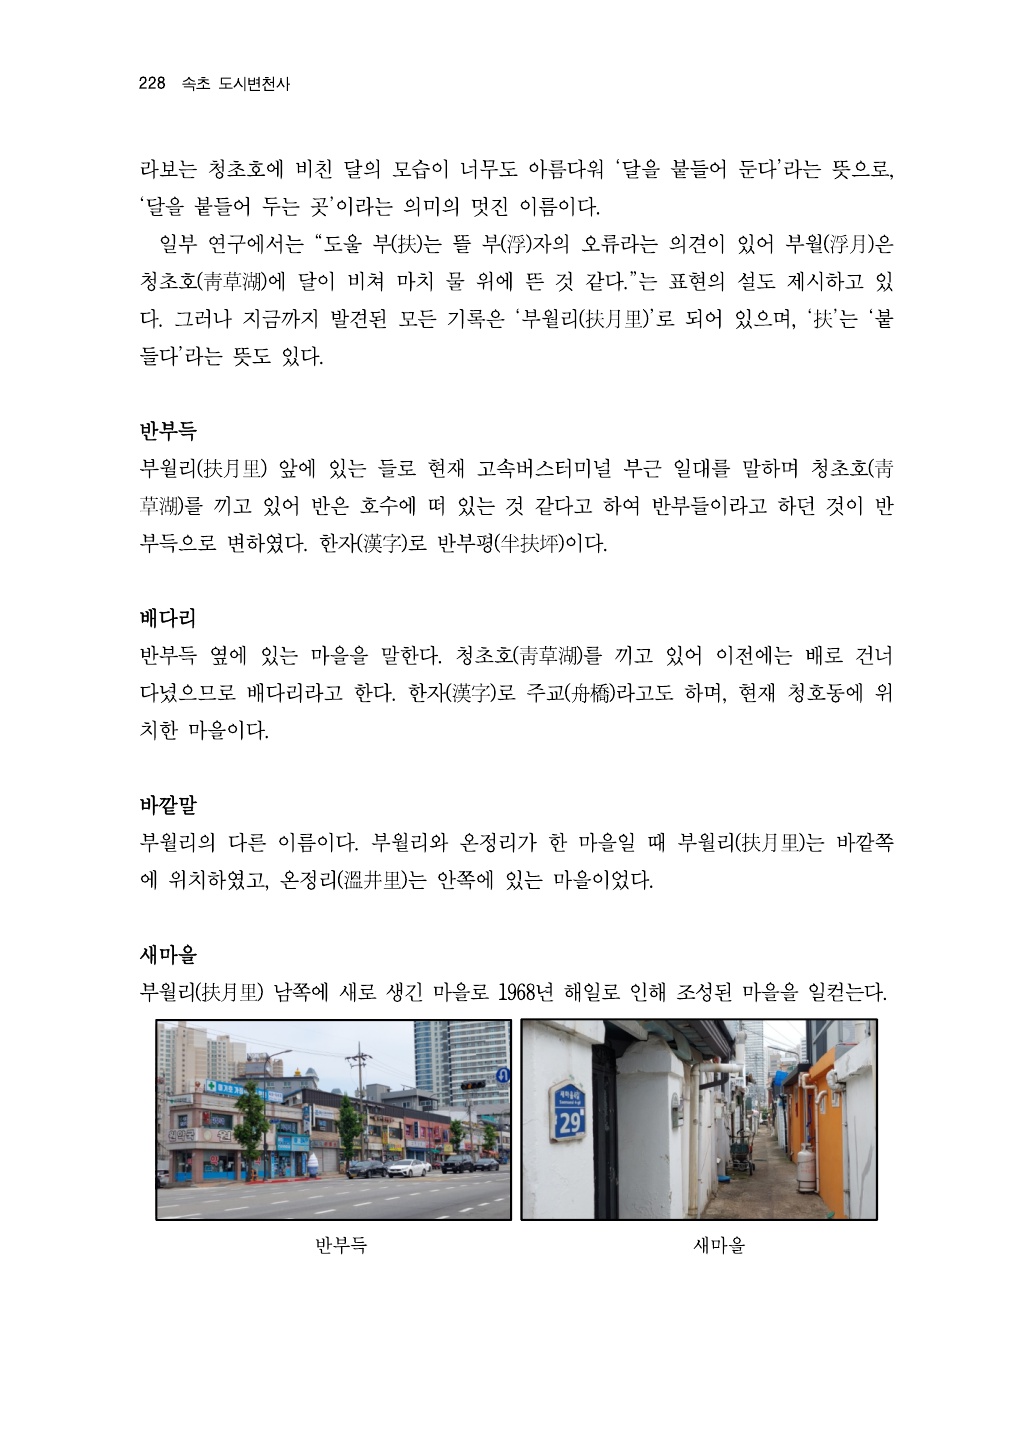 228 속초 도시변천사
라보는 청초호에 비친 달의 모습이 너무도 아름다워 ‘달을 붙들어 둔다’라는 뜻으로,
‘달을 붙들어 두는 곳’이라는 의미의 멋진 이름이다.
일부 연구에서는 “도울 부(扶)는 뜰 부(浮)자의 오류라는 의견이 있어 부월(浮月)은
청초호(靑草湖)에 달이 비쳐 마치 물 위에 뜬 것 같다.”는 표현의 설도 제시하고 있
다. 그러나 지금까지 발견된 모든 기록은 ‘부월리(扶月里)’로 되어 있으며, ‘扶’는 ‘붙
들다’라는 뜻도 있다.
반부득
부월리(扶月里) 앞에 있는 들로 현재 고속버스터미널 부근 일대를 말하며 청초호(靑
草湖)를 끼고 있어 반은 호수에 떠 있는 것 같다고 하여 반부들이라고 하던 것이 반
부득으로 변하였다. 한자(漢字)로 반부평(半扶坪)이다.
배다리
반부득 옆에 있는 마을을 말한다. 청초호(靑草湖)를 끼고 있어 이전에는 배로 건너
다녔으므로 배다리라고 한다. 한자(漢字)로 주교(舟橋)라고도 하며, 현재 청호동에 위
치한 마을이다.
바깥말
부월리의 다른 이름이다. 부월리와 온정리가 한 마을일 때 부월리(扶月里)는 바깥쪽
에 위치하였고, 온정리(溫井里)는 안쪽에 있는 마을이었다.
새마을
부월리(扶月里) 남쪽에 새로 생긴 마을로 1968년 해일로 인해 조성된 마을을 일컫는다.
29
반부득 새마을